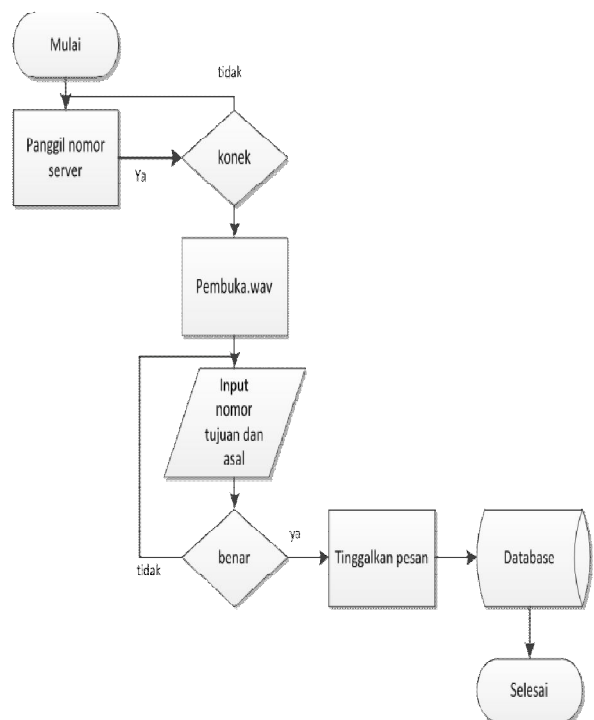 Mulai
tidak
Panggil nomor
server
Ya
konek
Pembuka.wav
Input
nomor
tujuan dan
asal
benar
ya
tidak
Tinggalkan pesan
Database
Selesai